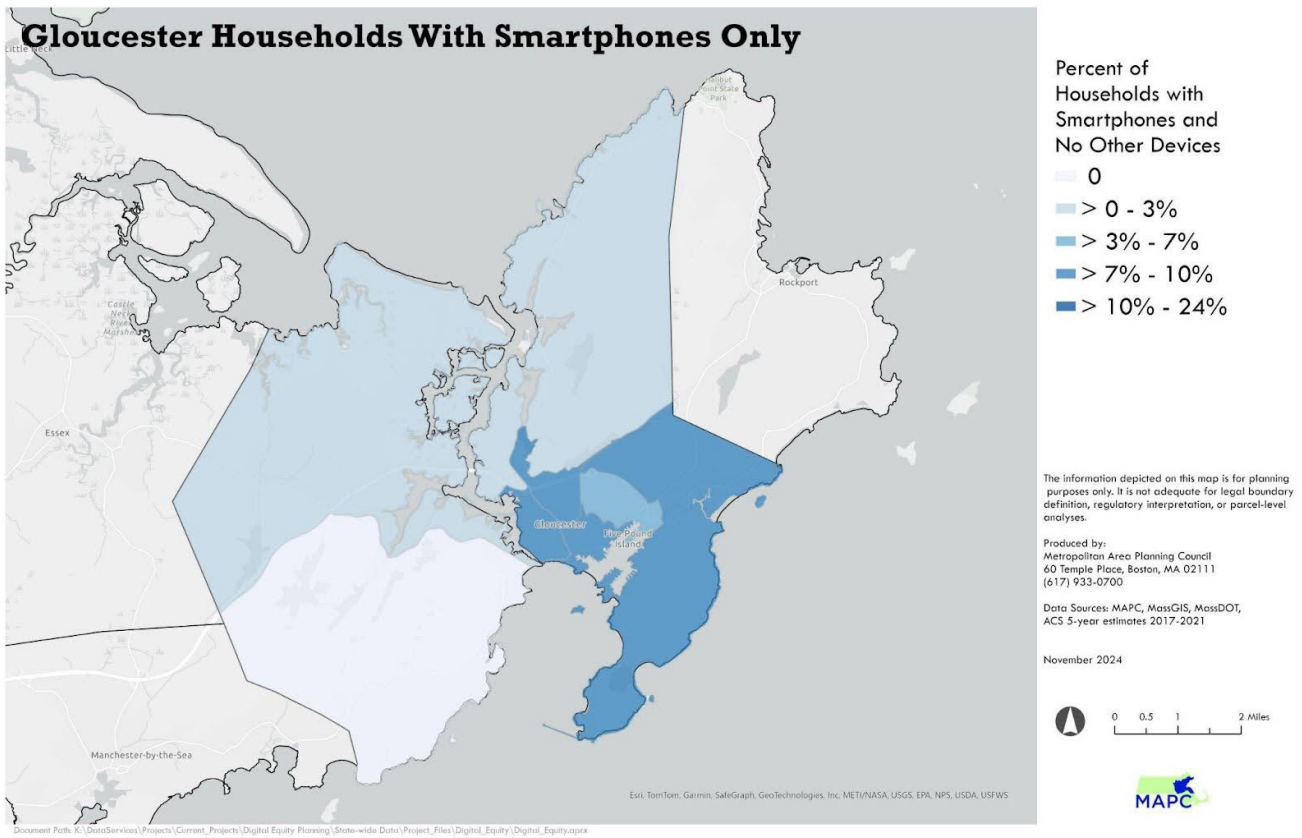 Gloucester Households With Smartphones Only
Little Neck
Halibut
Point State
Park
Percent of
Households with
Smartphones and
No Other Devices
0
> 0 - 3%
> 3% - 7%
> 7% - 10%
> 10% - 24%
Rockport
Castle
Neck
River
Marshes
Essex
Gloucester
Five Pound
Island
Manchester-by-the-Sea
The information depicted on this map is for planning
purposes only. It is not adequate for legal boundary
definition, regulatory interpretation, or parcel-level
analyses.
Produced by:
Metropolitan Area Planning Council
60 Temple Place, Boston, MA 02111
(617) 933-0700
Data Sources: MAPC, MassGIS, MassDOT,
ACS 5-year estimates 2017-2021
November 2024
0 0.5 1 2 Miles
MAPC
Esri, TomTom, Garmin, SafeGraph, GeoTechnologies, Inc, METI/NASA, USGS, EPA, NPS, USDA, USFWS
Document Path: K:\DataServices\Projects\Current_Projects\Digital Equity Planning\State-wide Data\Project_Files\Digital_Equity\Digital_Equity.aprx